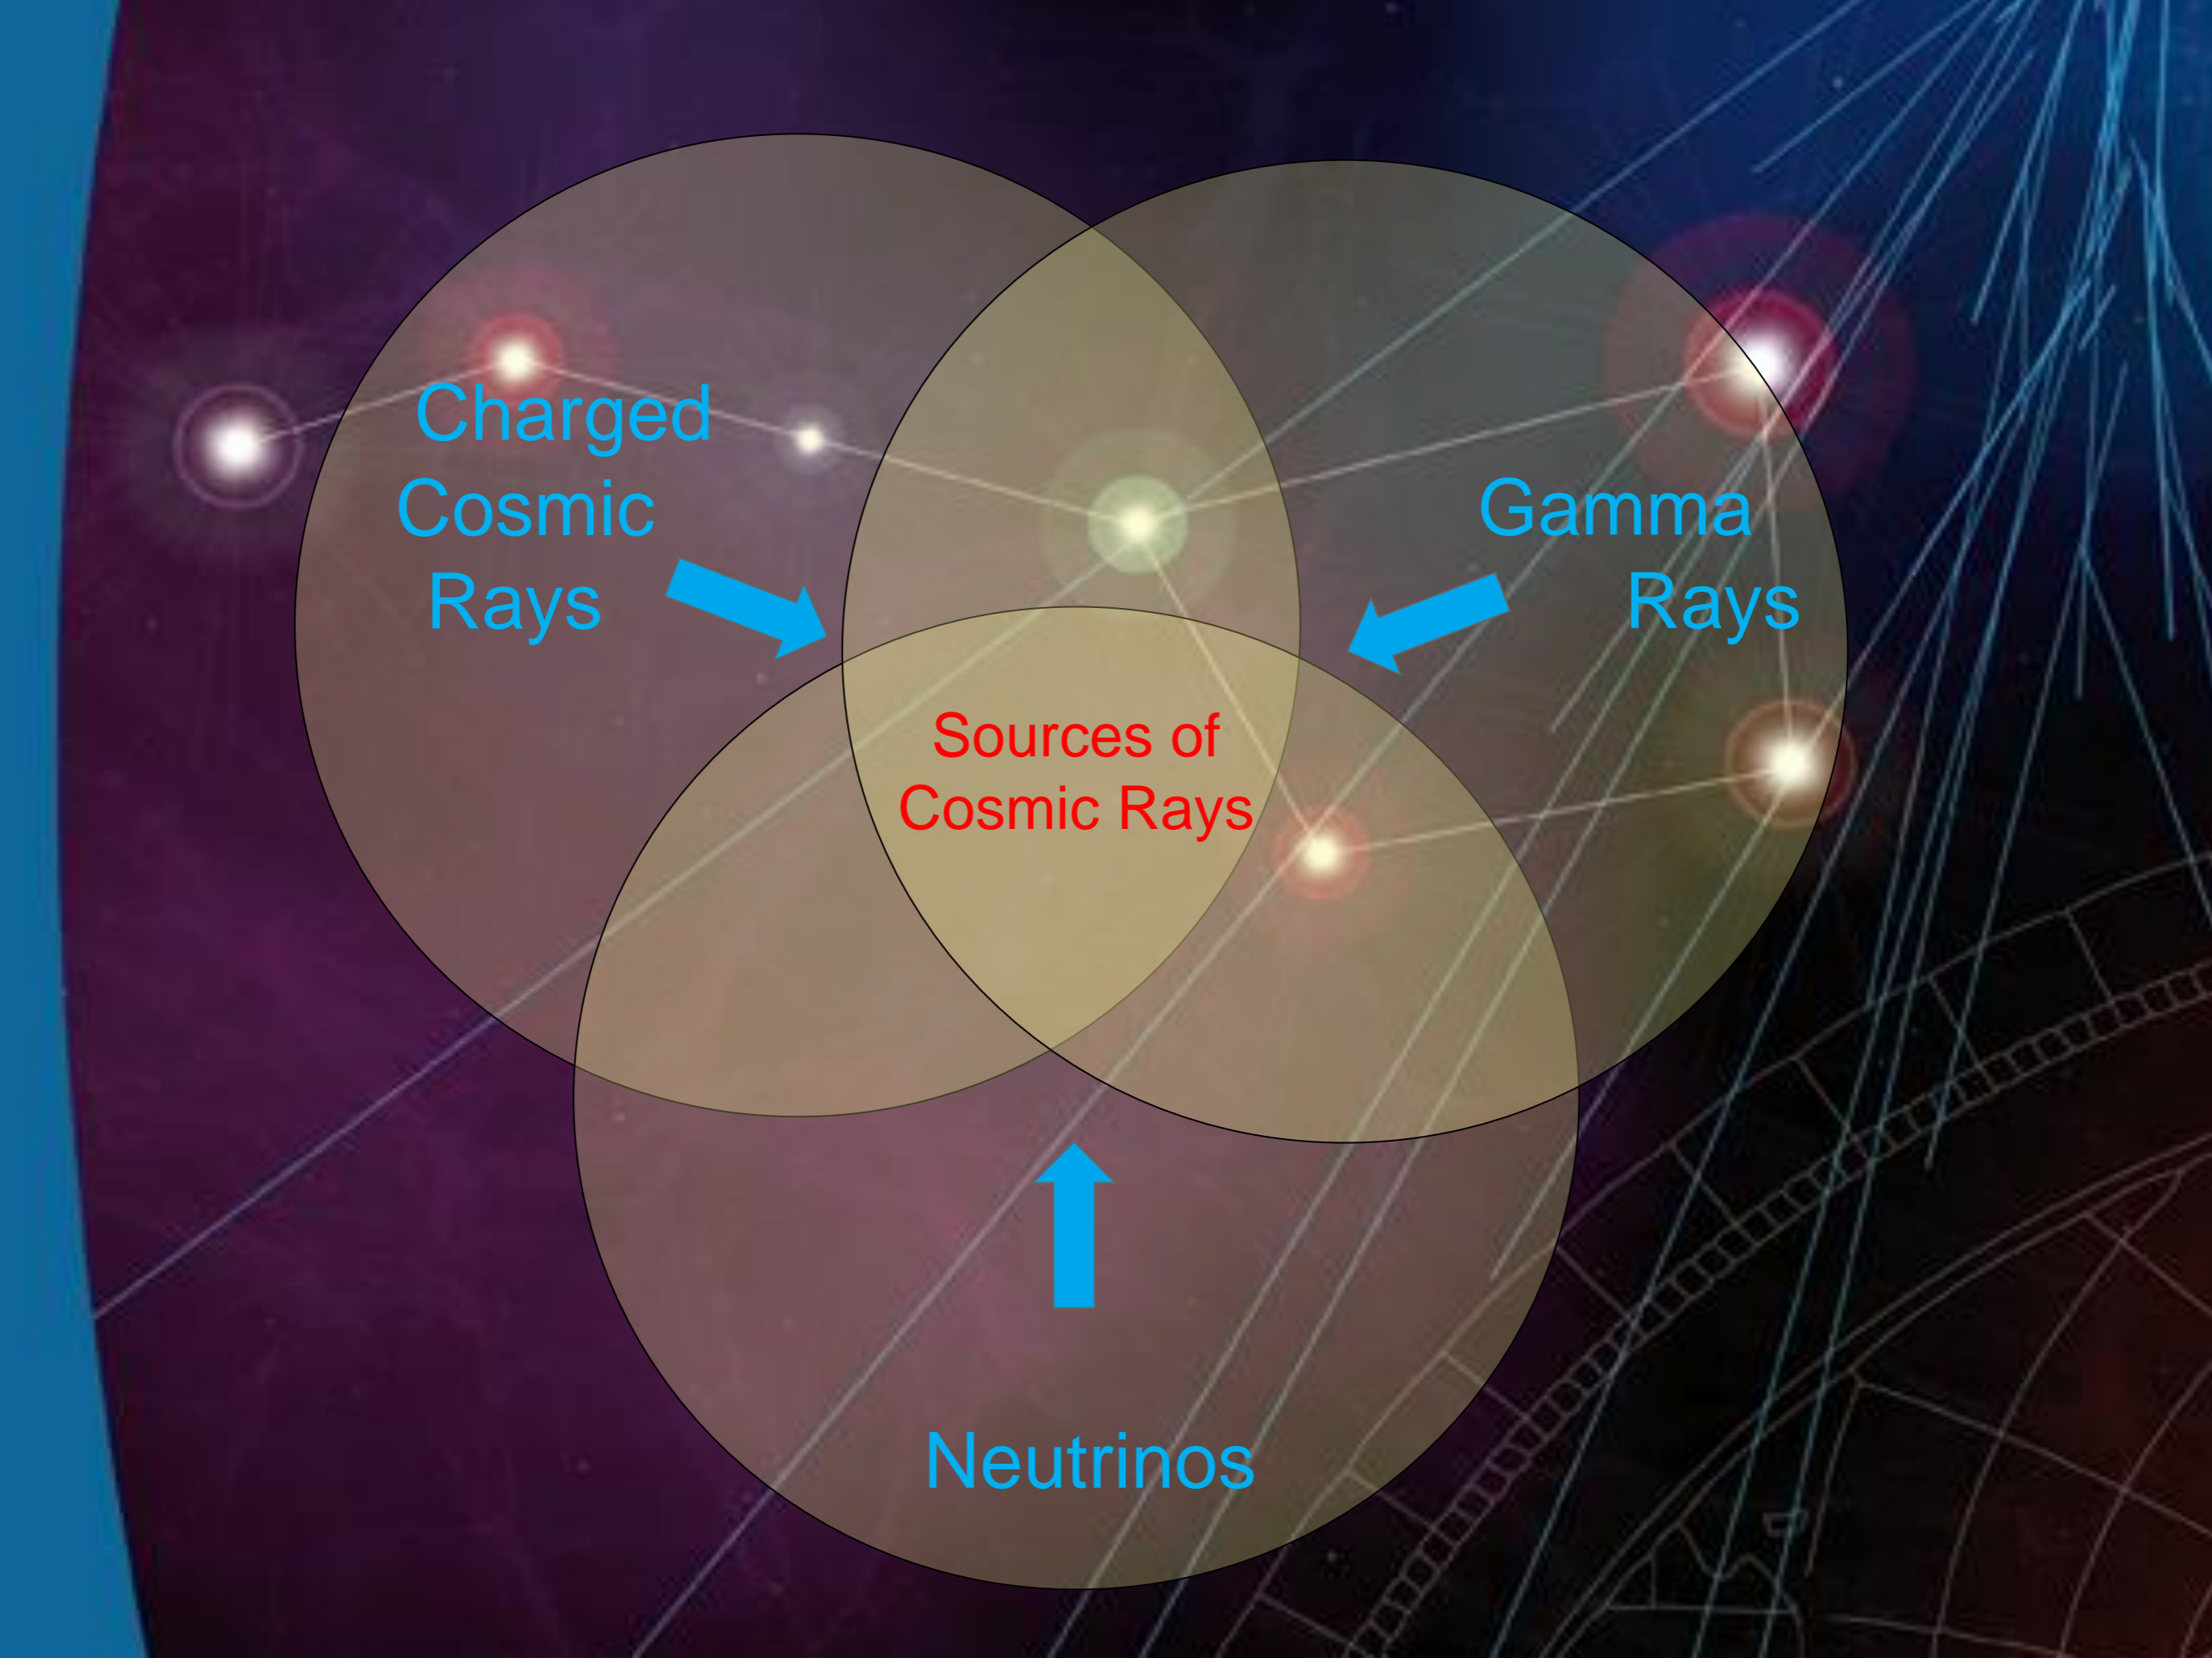 Charged
Cosmic
Rays
Gamma
Rays
Sources of
Cosmic Rays
Neutrinos